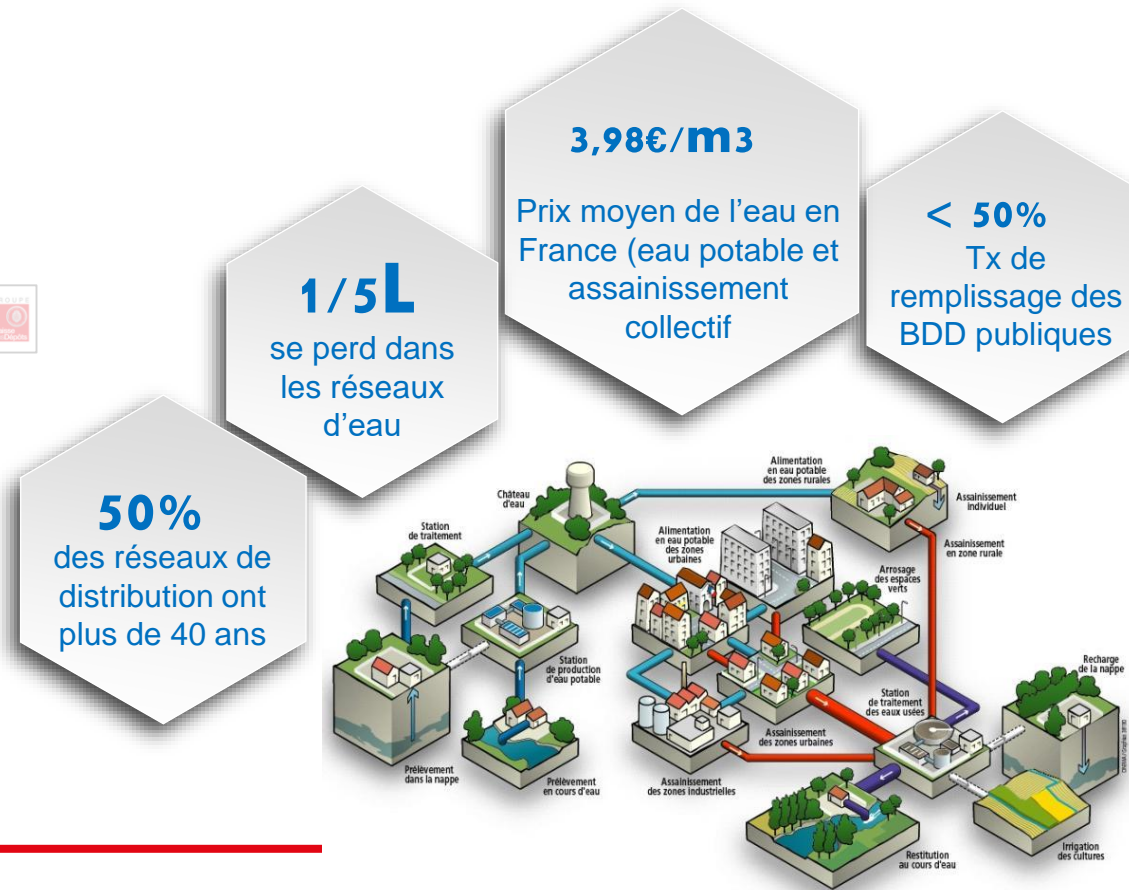 3,98€/m3
Prix moyen de l'eau en
France (eau potable et
assainissement
collectif
< 50%
Tx de
remplissage des
BDD publiques
1/5L
se perd dans
les réseaux
d'eau
50%
des réseaux de
distribution ont
plus de 40 ans
Alimentation
en eau potable
des zones rurales
Château
d'eau
Assainissement
individuel
Station
de traitement
Alimentation
en eau potable
des zones
urbaines
Assainissement
en zone rurale
Arrosage
des espaces
verts
Station
de production
d'eau potable
Recharge
de la nappe
Station
de traitement
des eaux usées
Assainissement
des zones urbaines
Prélèvement
dans la nappe
Prélèvement
en cours d'eau
Assainissement
des zones industrielles
Restitution
au cours d'eau
Irrigation
des cultures